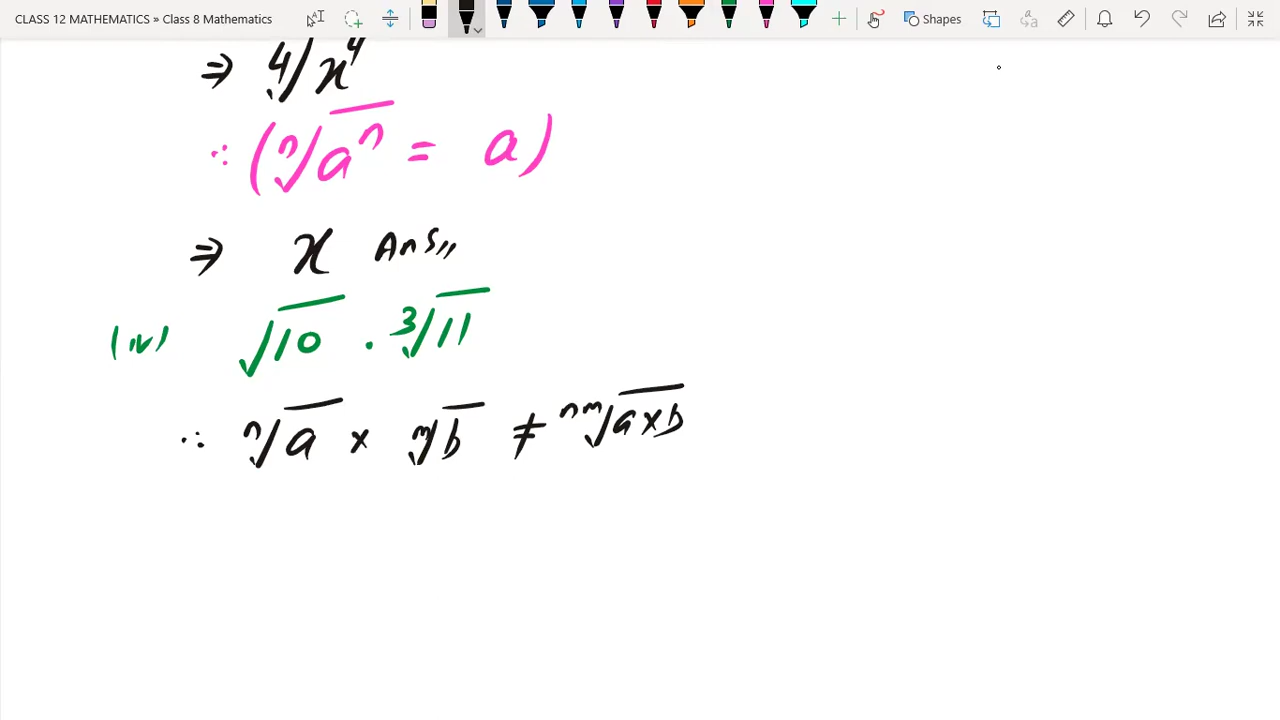 CLASS 12 MATHEMATICS » Class 8 Mathematics Shapes
⇒ 4√x⁴
∴ (ⁿ√aⁿ = a)
⇒ x Ans,,
(iv) √10 . ³√11
∴ ⁿ√a × ᵐ√b ≠ ⁿᵐ√a×b